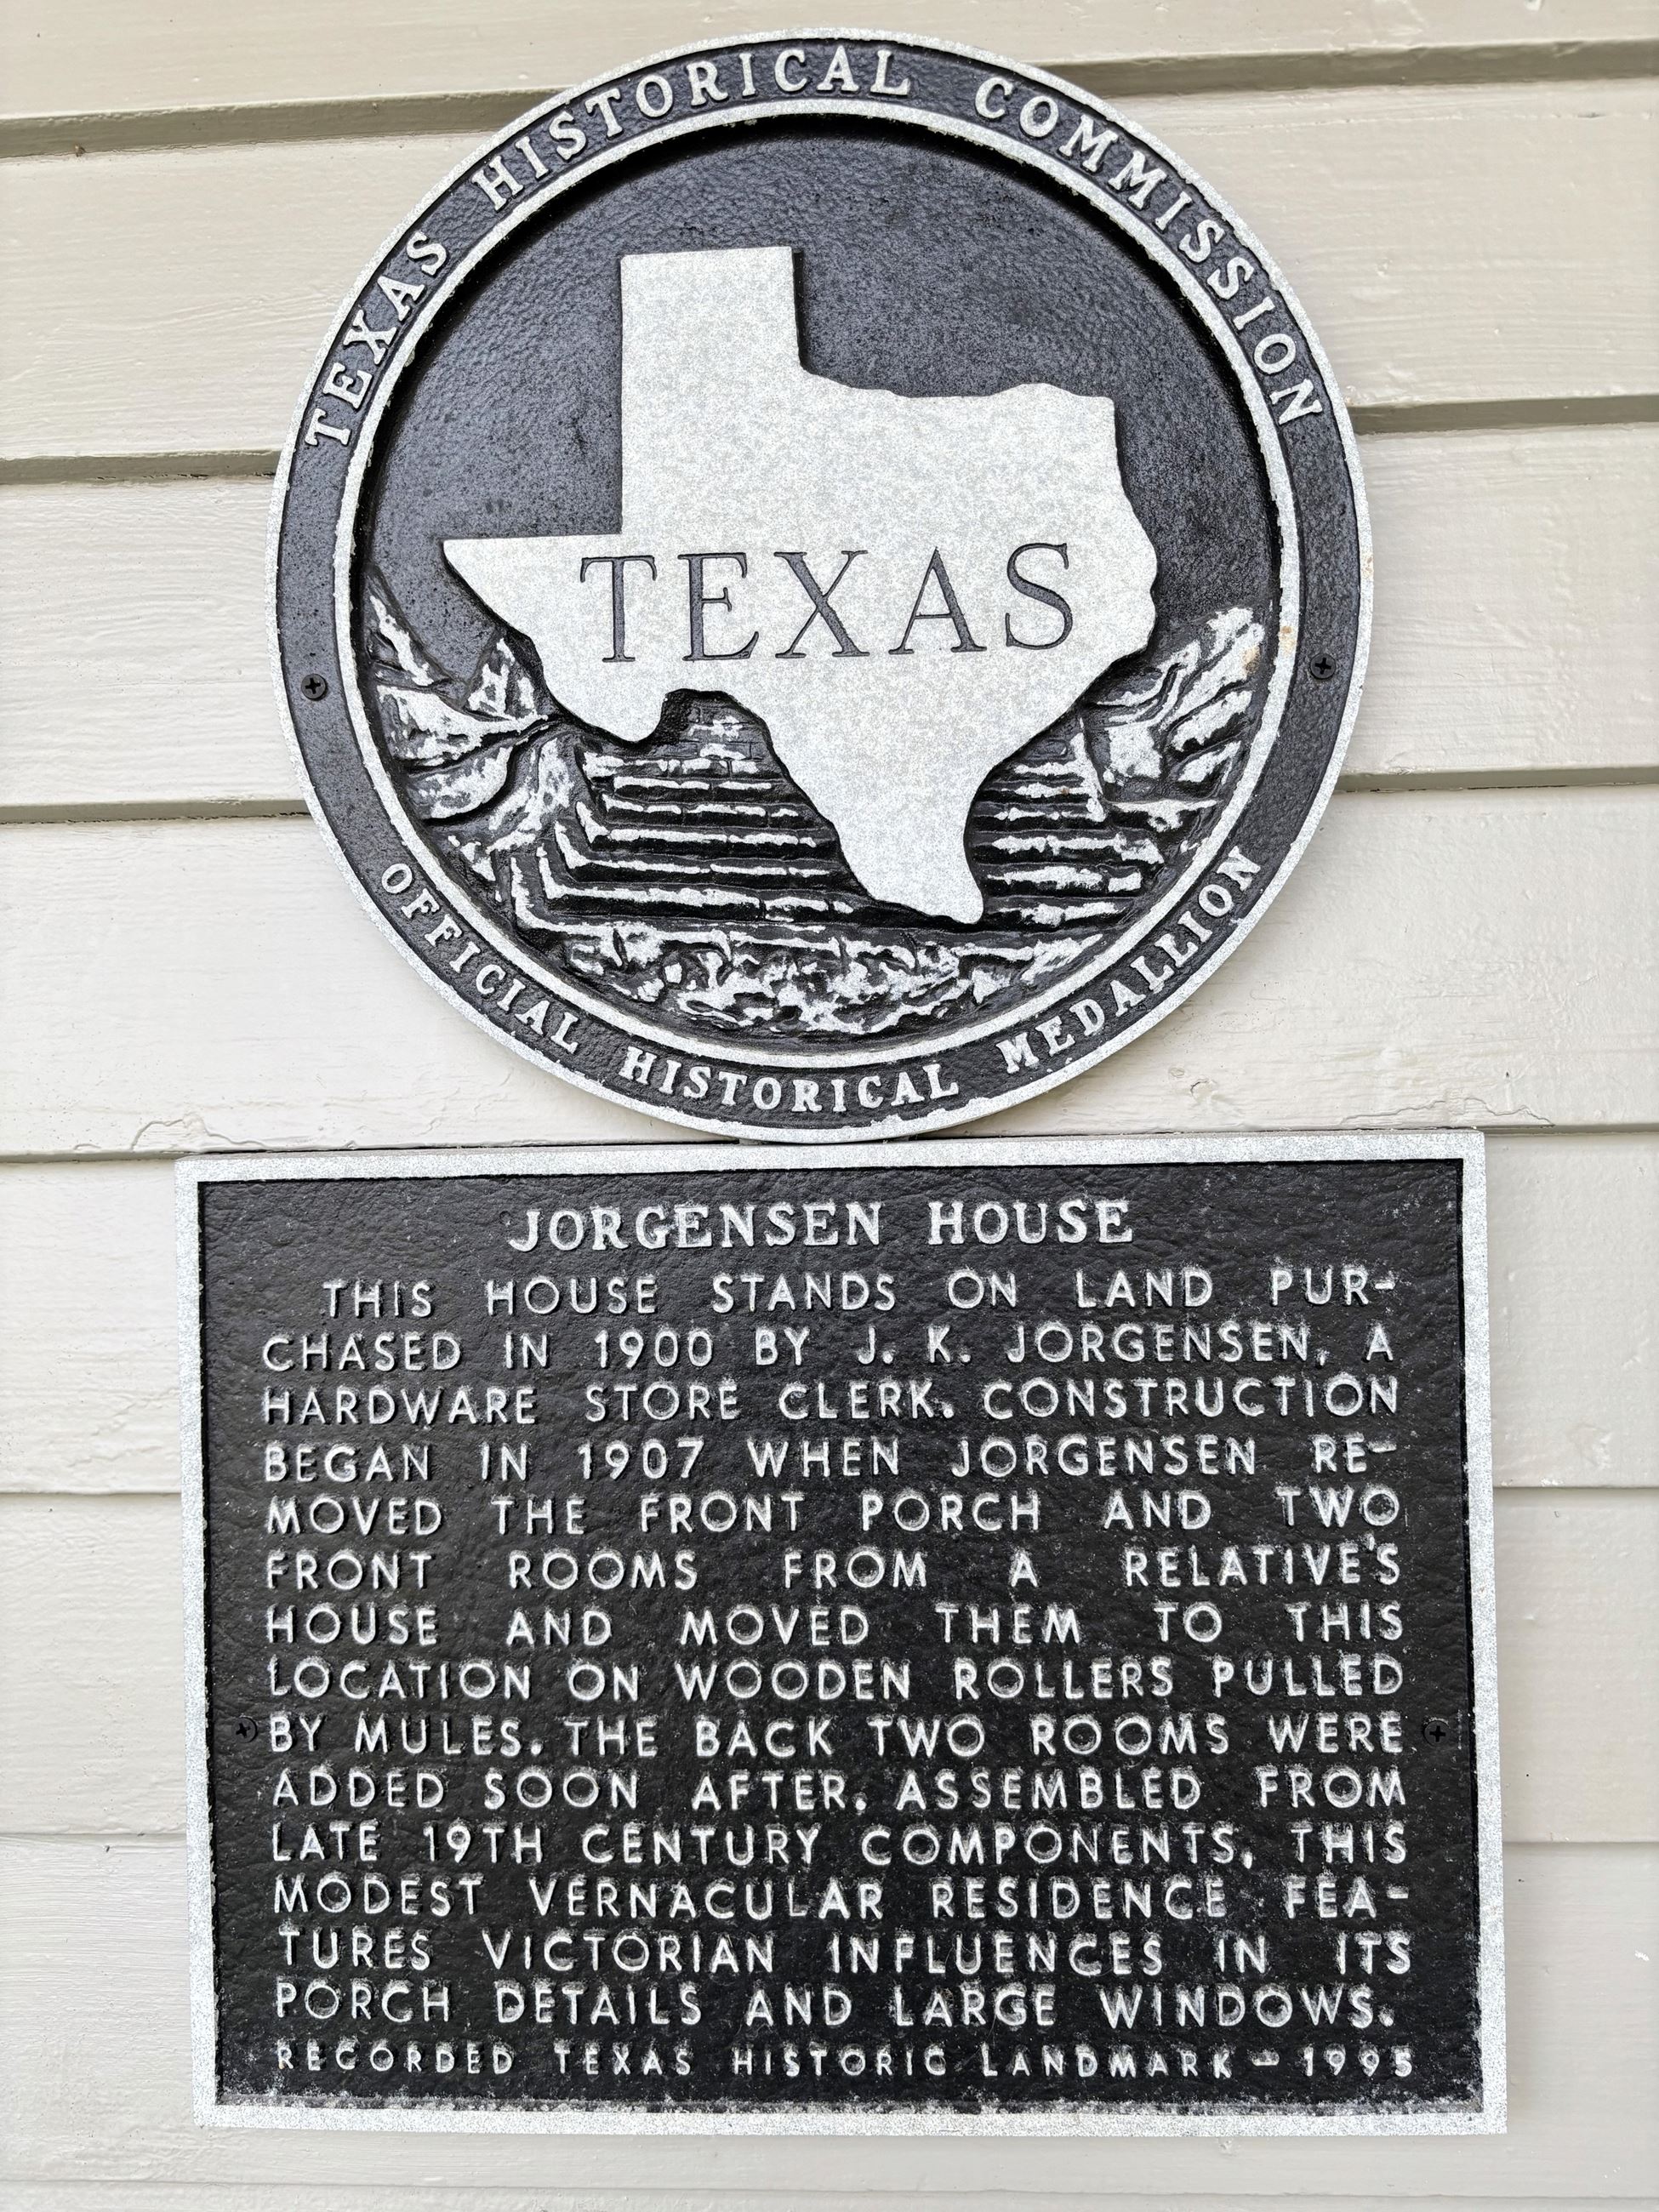 TEXAS HISTORICAL COMMISSION
TEXAS
OFFICIAL HISTORICAL MEDALLION
JORGENSEN HOUSE
THIS HOUSE STANDS ON LAND PUR-
CHASED IN 1900 BY J. K. JORGENSEN, A
HARDWARE STORE CLERK. CONSTRUCTION
BEGAN IN 1907 WHEN JORGENSEN RE-
MOVED THE FRONT PORCH AND TWO
FRONT ROOMS FROM A RELATIVE'S
HOUSE AND MOVED THEM TO THIS
LOCATION ON WOODEN ROLLERS PULLED
BY MULES. THE BACK TWO ROOMS WERE
ADDED SOON AFTER. ASSEMBLED FROM
LATE 19TH CENTURY COMPONENTS, THIS
MODEST VERNACULAR RESIDENCE FEA-
TURES VICTORIAN INFLUENCES IN ITS
PORCH DETAILS AND LARGE WINDOWS.
RECORDED TEXAS HISTORIC LANDMARK - 1995